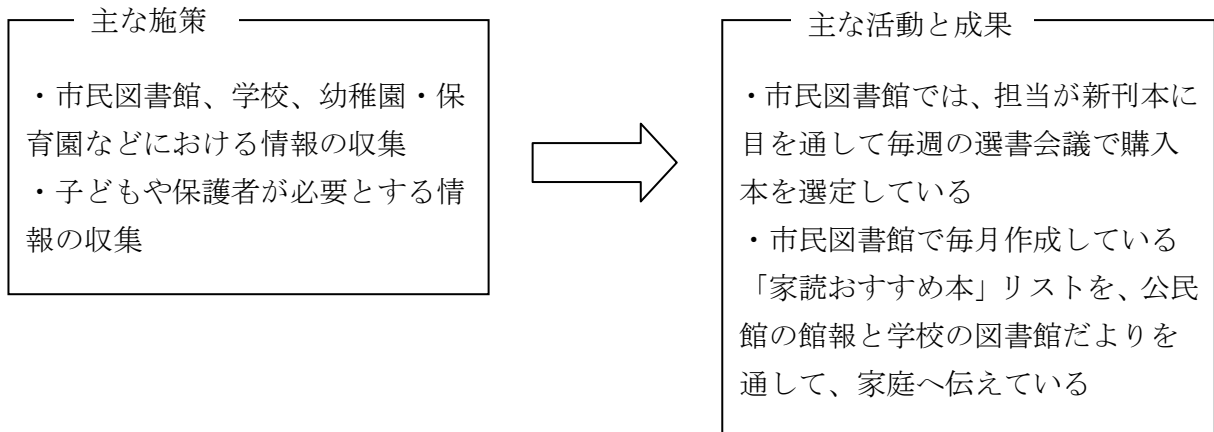 主な施策
・市民図書館、学校、幼稚園・保
育園などにおける情報の収集
・子どもや保護者が必要とする情
報の収集
主な活動と成果
・市民図書館では、担当が新刊本に
目を通して毎週の選書会議で購入
本を選定している
・市民図書館で毎月作成している
「家読おすすめ本」リストを、公民
館の館報と学校の図書館だよりを
通して、家庭へ伝えている